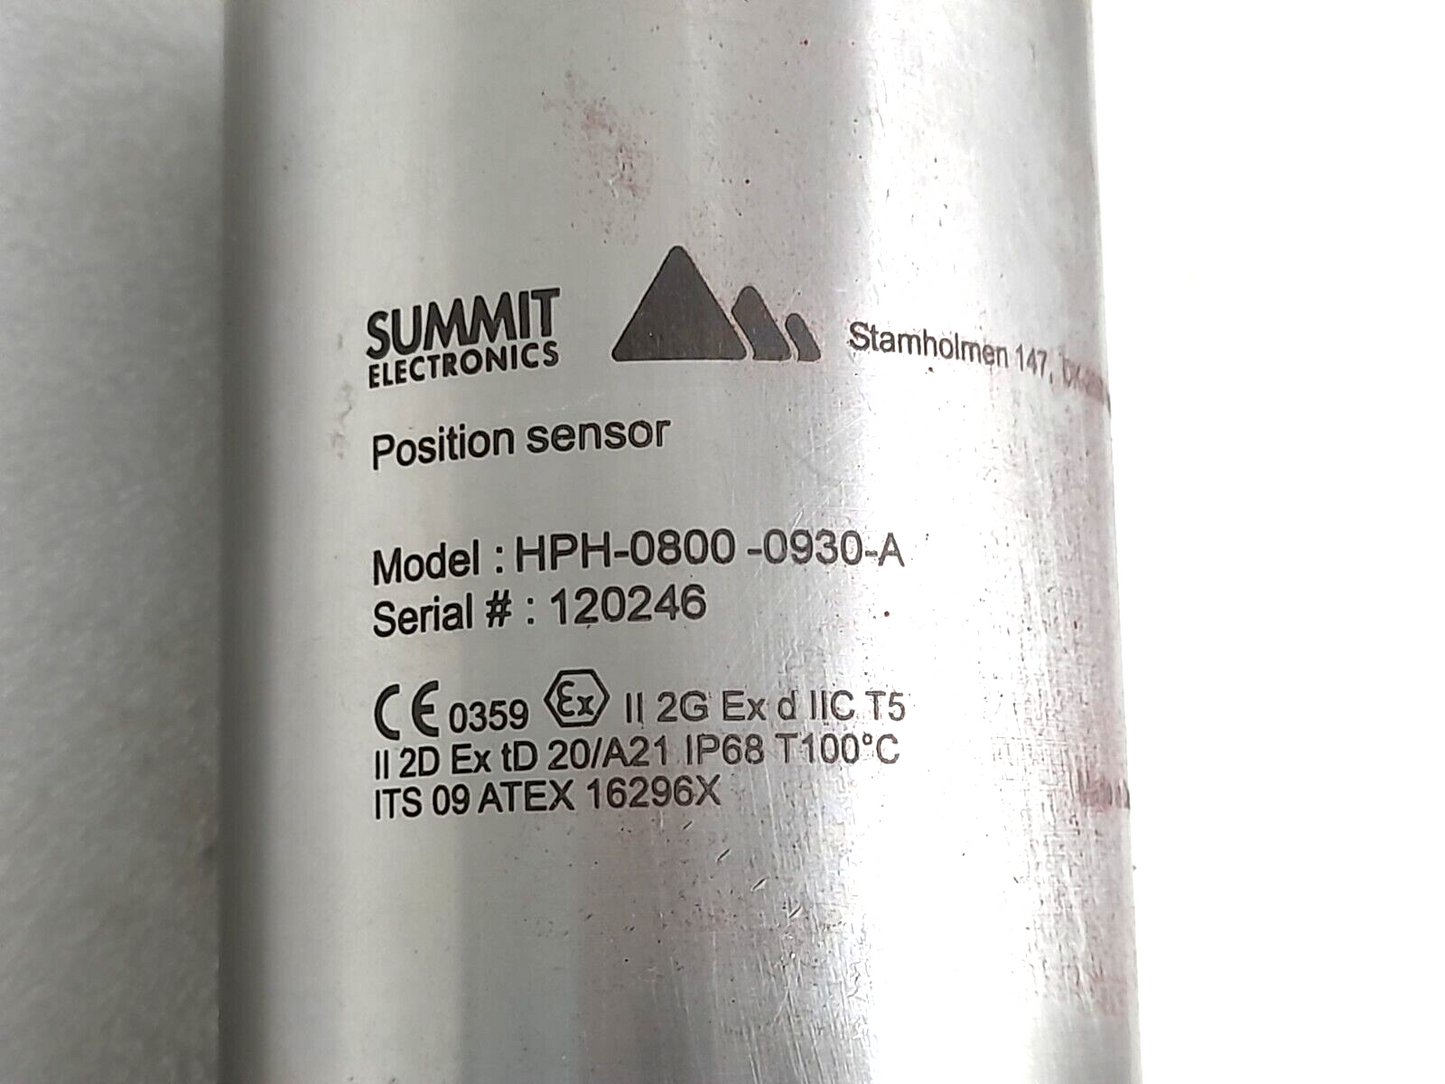 SUMMIT
ELECTRONICS
Stamholmen 147,
Position sensor
Model : HPH-0800 -0930-A
Serial # : 120246
CE 0359 Ex II 2G Ex d IIC T5
II 2D Ex tD 20/A21 IP68 T100°C
ITS 09 ATEX 16296X